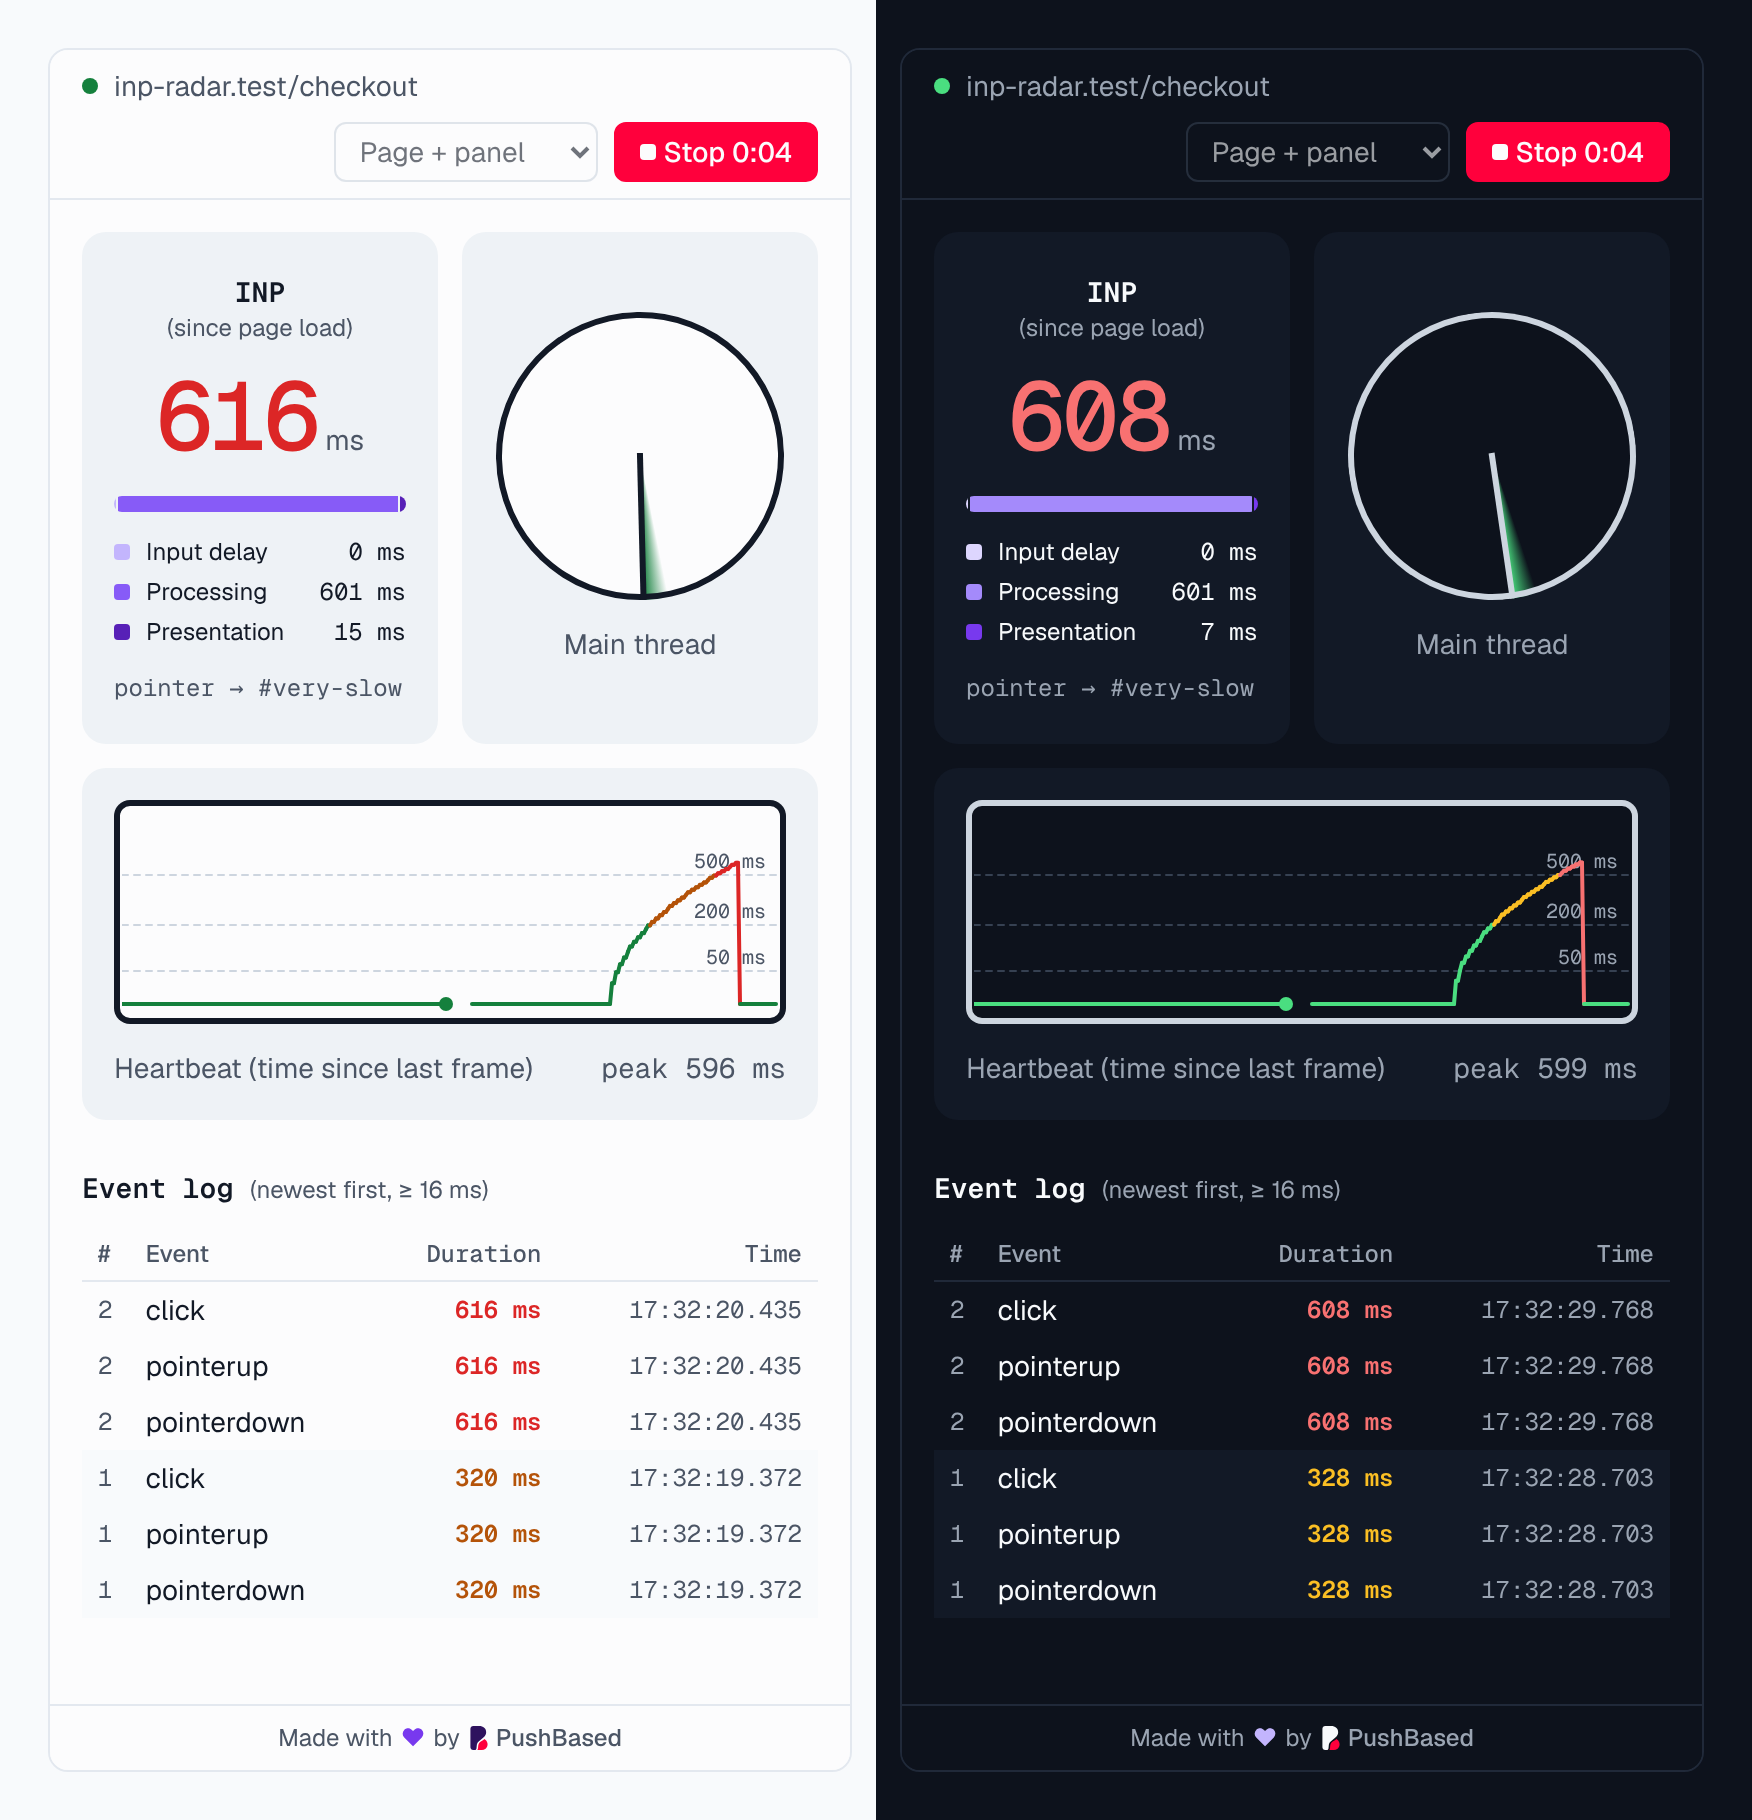 inp-radar.test/checkout
Page + panel
Stop 0:04
INP
(since page load)
616 ms
Input delay 0 ms
Processing 601 ms
Presentation 15 ms
pointer → #very-slow
Main thread
500 ms
200 ms
50 ms
Heartbeat (time since last frame) peak 596 ms
Event log (newest first, ≥ 16 ms)
# Event Duration Time
2 click 616 ms 17:32:20.435
2 pointerup 616 ms 17:32:20.435
2 pointerdown 616 ms 17:32:20.435
1 click 320 ms 17:32:19.372
1 pointerup 320 ms 17:32:19.372
1 pointerdown 320 ms 17:32:19.372
Made with by PushBased
inp-radar.test/checkout
Page + panel
Stop 0:04
INP
(since page load)
608 ms
Input delay 0 ms
Processing 601 ms
Presentation 7 ms
pointer → #very-slow
Main thread
500 ms
200 ms
50 ms
Heartbeat (time since last frame) peak 599 ms
Event log (newest first, ≥ 16 ms)
# Event Duration Time
2 click 608 ms 17:32:29.768
2 pointerup 608 ms 17:32:29.768
2 pointerdown 608 ms 17:32:29.768
1 click 328 ms 17:32:28.703
1 pointerup 328 ms 17:32:28.703
1 pointerdown 328 ms 17:32:28.703
Made with by PushBased